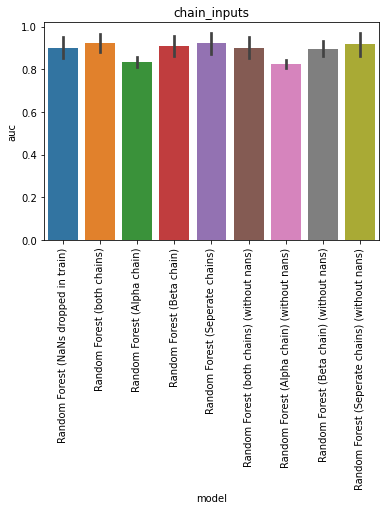 chain_inputs
auc
1.0
0.8
0.6
0.4
0.2
0.0
Random Forest (NaNs dropped in train)
Random Forest (both chains)
Random Forest (Alpha chain)
Random Forest (Beta chain)
Random Forest (Seperate chains)
Random Forest (both chains) (without nans)
Random Forest (Alpha chain) (without nans)
Random Forest (Beta chain) (without nans)
Random Forest (Seperate chains) (without nans)
model